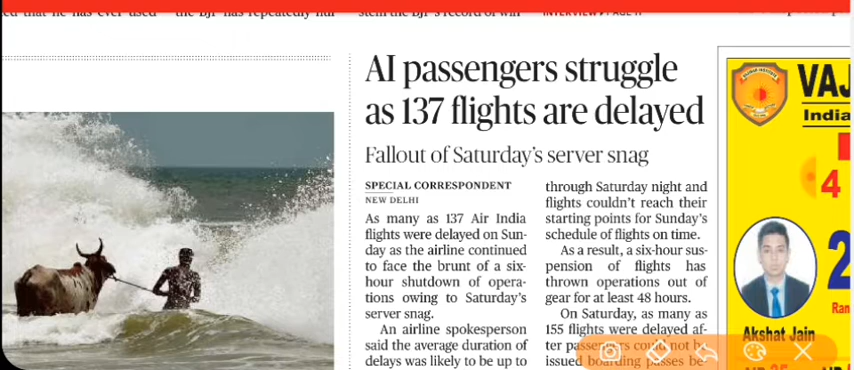 AI passengers struggle
as 137 flights are delayed
Fallout of Saturday's server snag
SPECIAL CORRESPONDENT
NEW DELHI
As many as 137 Air India
flights were delayed on Sun-
day as the airline continued
to face the brunt of a six-
hour shutdown of opera-
tions owing to Saturday's
server snag.
An airline spokesperson
said the average duration of
delays was likely to be up to
through Saturday night and
flights couldn't reach their
starting points for Sunday's
schedule of flights on time.
As a result, a six-hour sus-
pension of flights has
thrown operations out of
gear for at least 48 hours.
On Saturday, as many as
155 flights were delayed af-
ter passengers could not be
issued boarding passes be-
VAJ
India
4
2
Ran
Akshat Jain